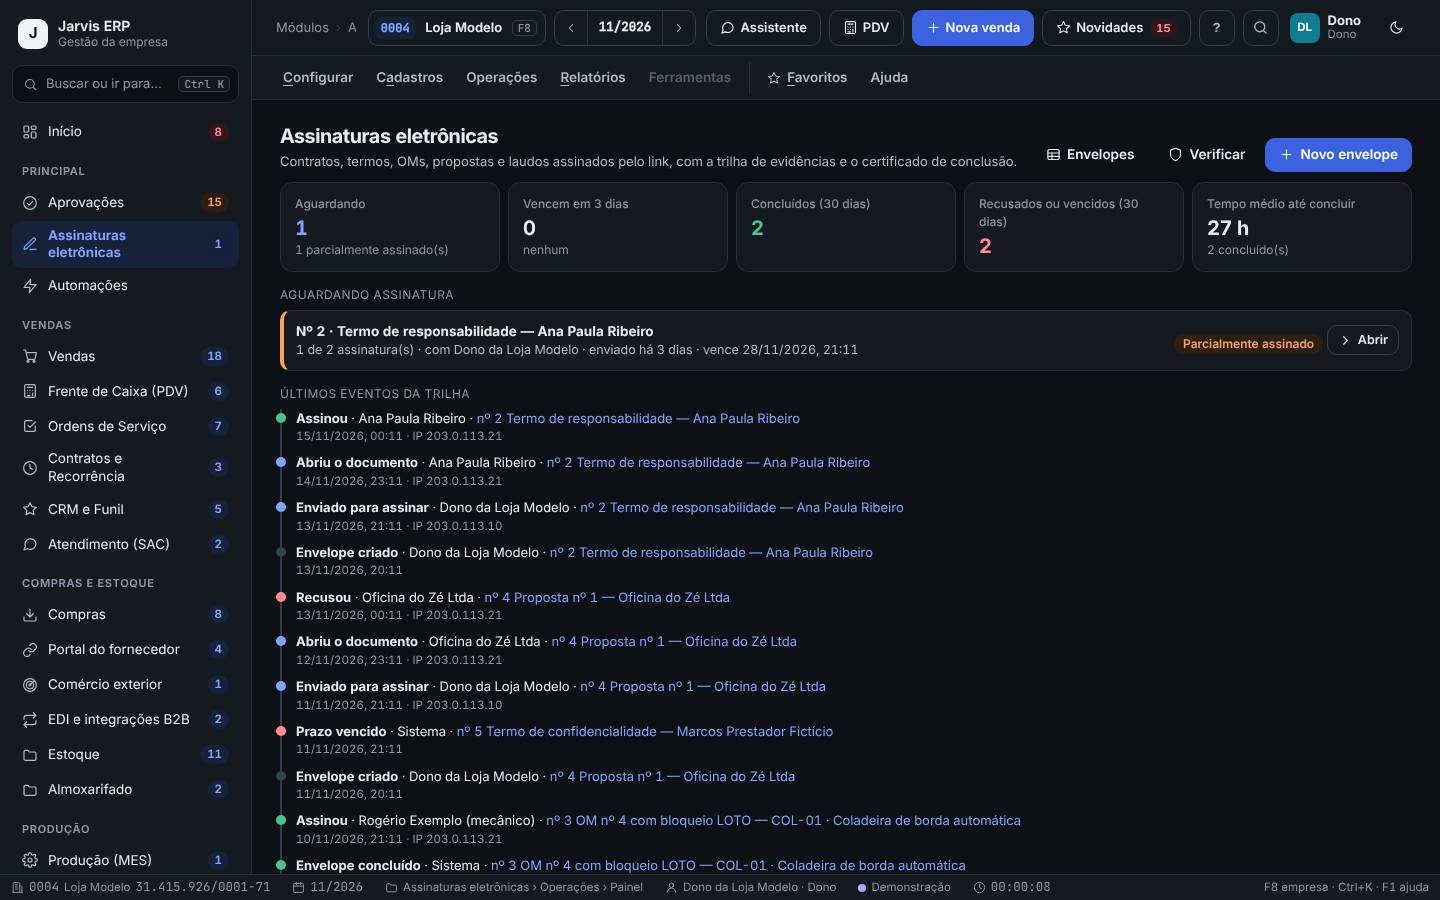 J
Jarvis ERP
Gestão da empresa
Buscar ou ir para... Ctrl K
Início 8
PRINCIPAL
Aprovações 15
Assinaturas
eletrônicas 1
Automações
VENDAS
Vendas 18
Frente de Caixa (PDV) 6
Ordens de Serviço 7
Contratos e
Recorrência 3
CRM e Funil 5
Atendimento (SAC) 2
COMPRAS E ESTOQUE
Compras 8
Portal do fornecedor 4
Comércio exterior 1
EDI e integrações B2B 2
Estoque 11
Almoxarifado 2
PRODUÇÃO
Produção (MES) 1
Módulos › A 0004 Loja Modelo F8 11/2026 Assistente PDV Nova venda Novidades 15 ? DL Dono
Dono
Configurar Cadastros Operações Relatórios Ferramentas Favoritos Ajuda
Assinaturas eletrônicas
Contratos, termos, OMs, propostas e laudos assinados pelo link, com a trilha de evidências e o certificado de conclusão.
Envelopes Verificar Novo envelope
Aguardando
1
1 parcialmente assinado(s)
Vencem em 3 dias
0
nenhum
Concluídos (30 dias)
2
Recusados ou vencidos (30
dias)
2
Tempo médio até concluir
27 h
2 concluído(s)
AGUARDANDO ASSINATURA
Nº 2 · Termo de responsabilidade — Ana Paula Ribeiro
1 de 2 assinatura(s) · com Dono da Loja Modelo · enviado há 3 dias · vence 28/11/2026, 21:11
Parcialmente assinado Abrir
ÚLTIMOS EVENTOS DA TRILHA
Assinou · Ana Paula Ribeiro · nº 2 Termo de responsabilidade — Ana Paula Ribeiro
15/11/2026, 00:11 · IP 203.0.113.21
Abriu o documento · Ana Paula Ribeiro · nº 2 Termo de responsabilidade — Ana Paula Ribeiro
14/11/2026, 23:11 · IP 203.0.113.21
Enviado para assinar · Dono da Loja Modelo · nº 2 Termo de responsabilidade — Ana Paula Ribeiro
13/11/2026, 21:11 · IP 203.0.113.10
Envelope criado · Dono da Loja Modelo · nº 2 Termo de responsabilidade — Ana Paula Ribeiro
13/11/2026, 20:11
Recusou · Oficina do Zé Ltda · nº 4 Proposta nº 1 — Oficina do Zé Ltda
13/11/2026, 00:11 · IP 203.0.113.21
Abriu o documento · Oficina do Zé Ltda · nº 4 Proposta nº 1 — Oficina do Zé Ltda
12/11/2026, 23:11 · IP 203.0.113.21
Enviado para assinar · Dono da Loja Modelo · nº 4 Proposta nº 1 — Oficina do Zé Ltda
11/11/2026, 21:11 · IP 203.0.113.10
Prazo vencido · Sistema · nº 5 Termo de confidencialidade — Marcos Prestador Fictício
11/11/2026, 21:11
Envelope criado · Dono da Loja Modelo · nº 4 Proposta nº 1 — Oficina do Zé Ltda
11/11/2026, 20:11
Assinou · Rogério Exemplo (mecânico) · nº 3 OM nº 4 com bloqueio LOTO — COL-01 · Coladeira de borda automática
10/11/2026, 21:11 · IP 203.0.113.21
Envelope concluído · Sistema · nº 3 OM nº 4 com bloqueio LOTO — COL-01 · Coladeira de borda automática
0004 Loja Modelo 31.415.926/0001-71 11/2026 Assinaturas eletrônicas › Operações › Painel Dono da Loja Modelo · Dono Demonstração 00:00:08 F8 empresa · Ctrl+K · F1 ajuda